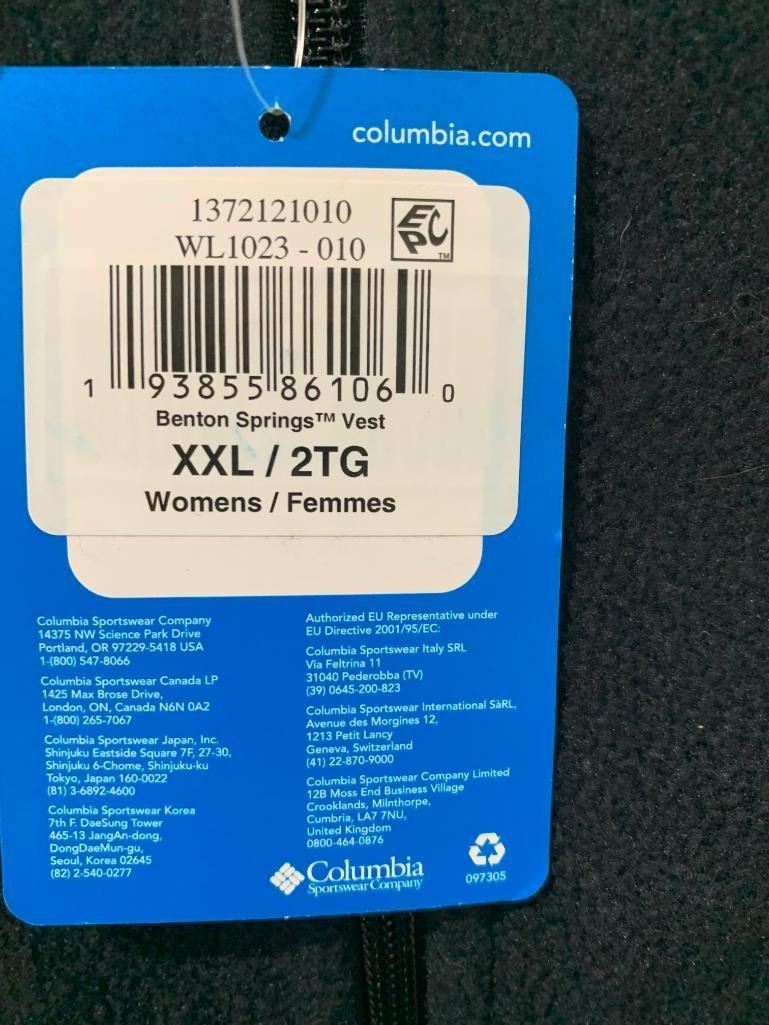 columbia.com
1372121010
WL1023 - 010
EPC™
1 93855 86106 0
Benton Springs™ Vest
XXL / 2TG
Womens / Femmes
Columbia Sportswear Company
14375 NW Science Park Drive
Portland, OR 97229-5418 USA
1-(800) 547-8066
Columbia Sportswear Canada LP
1425 Max Brose Drive,
London, ON, Canada N6N 0A2
1-(800) 265-7067
Columbia Sportswear Japan, Inc.
Shinjuku Eastside Square 7F, 27-30,
Shinjuku 6-Chome, Shinjuku-ku
Tokyo, Japan 160-0022
(81) 3-6892-4600
Columbia Sportswear Korea
7th F. DaeSung Tower
465-13 JangAn-dong,
DongDaeMun-gu,
Seoul, Korea 02645
(82) 2-540-0277
Authorized EU Representative under
EU Directive 2001/95/EC:
Columbia Sportswear Italy SRL
Via Feltrina 11
31040 Pederobba (TV)
(39) 0645-200-823
Columbia Sportswear International SàRL,
Avenue des Morgines 12,
1213 Petit Lancy
Geneva, Switzerland
(41) 22-870-9000
Columbia Sportswear Company Limited
12B Moss End Business Village
Crooklands, Milnthorpe,
Cumbria, LA7 7NU,
United Kingdom
0800-464-0876
Columbia
Sportswear Company
097305